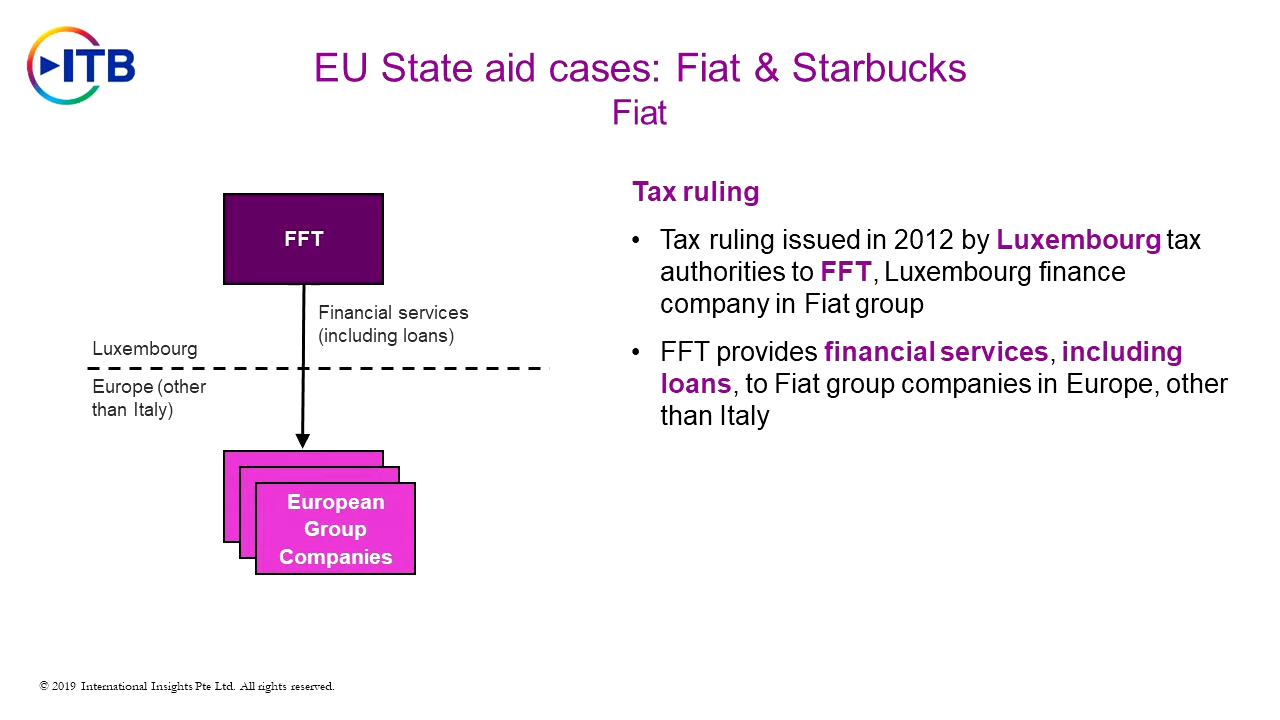 ITB
EU State aid cases: Fiat & Starbucks
Fiat
FFT
Financial services
(including loans)
Luxembourg
Europe (other
than Italy)
European
Group
Companies
Tax ruling
• Tax ruling issued in 2012 by Luxembourg tax
authorities to FFT, Luxembourg finance
company in Fiat group
• FFT provides financial services, including
loans, to Fiat group companies in Europe, other
than Italy
© 2019 International Insights Pte Ltd. All rights reserved.